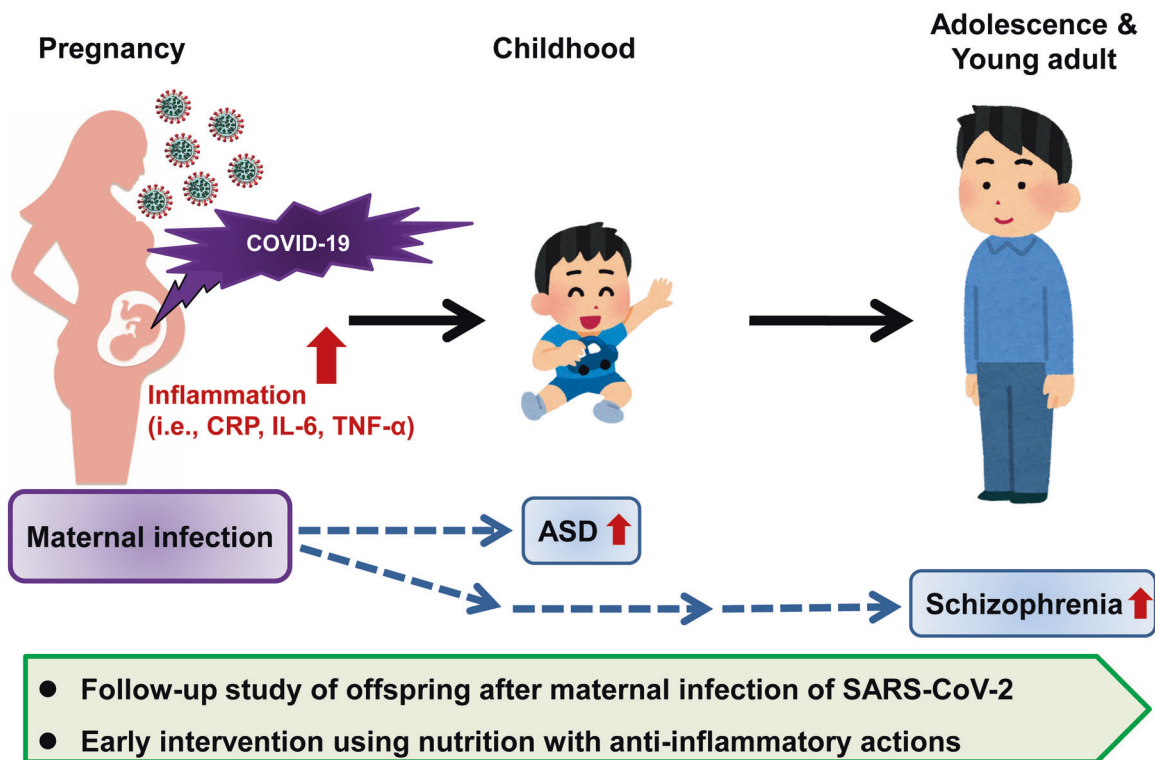 Pregnancy
Childhood
Adolescence &
Young adult
COVID-19
Inflammation
(i.e., CRP, IL-6, TNF-α)
Maternal infection
ASD
Schizophrenia
● Follow-up study of offspring after maternal infection of SARS-CoV-2
● Early intervention using nutrition with anti-inflammatory actions